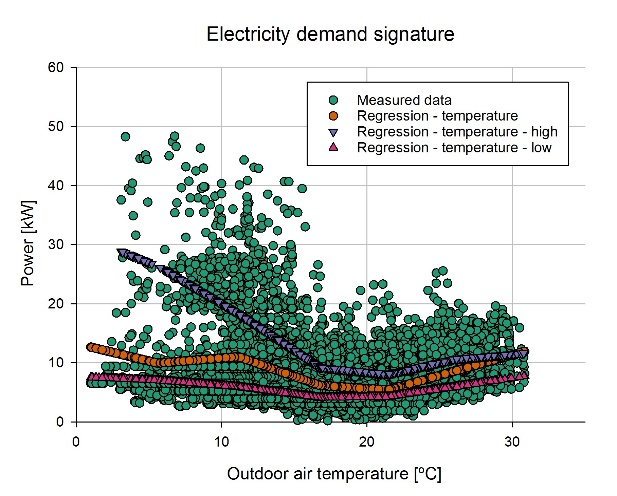 Electricity demand signature
60
50
40
30
20
10
0
Power [kW]
Measured data
Regression - temperature
Regression - temperature - high
Regression - temperature - low
0 10 20 30
Outdoor air temperature [ºC]